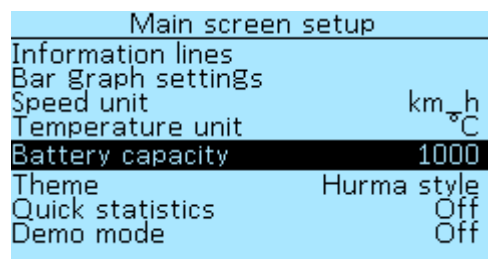 Main screen setup
Information lines
Bar graph settings
Speed unit km_h
Temperature unit °C
Battery capacity 1000
Theme Hurma style
Quick statistics Off
Demo mode Off